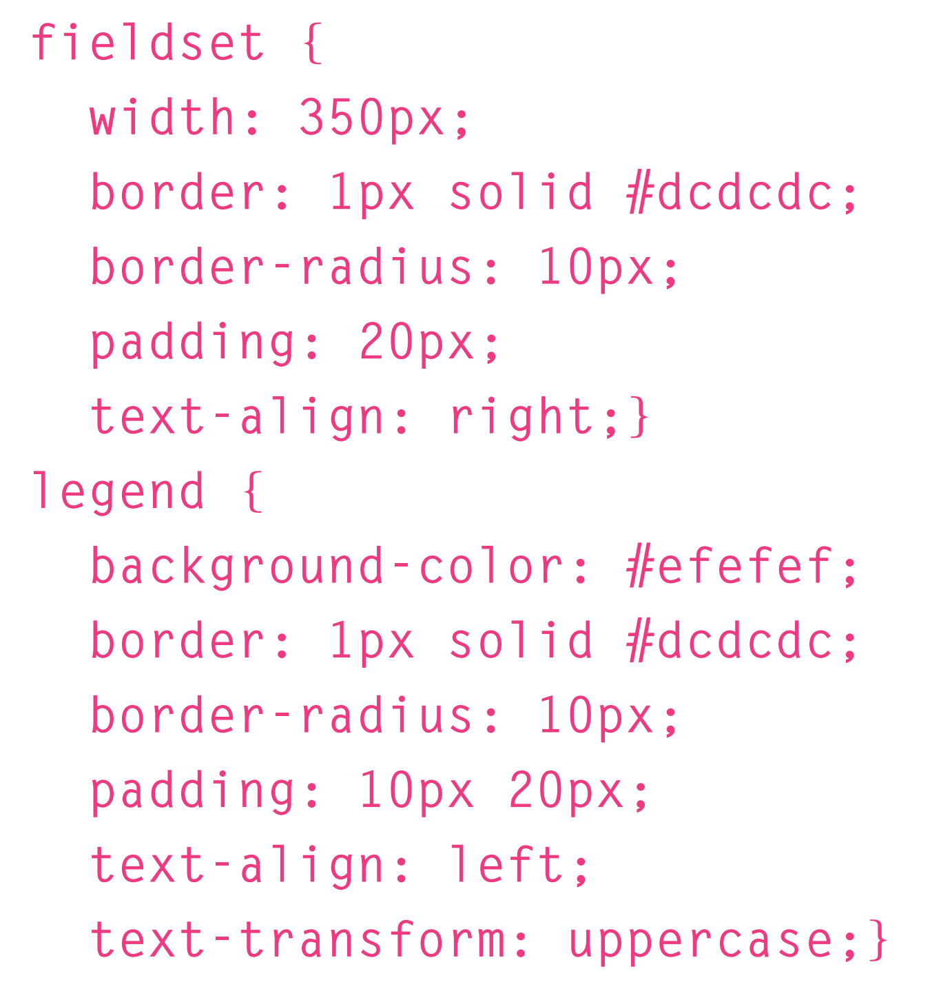 fieldset {
  width: 350px;
  border: 1px solid #dcdcdc;
  border-radius: 10px;
  padding: 20px;
  text-align: right;}
legend {
  background-color: #efefef;
  border: 1px solid #dcdcdc;
  border-radius: 10px;
  padding: 10px 20px;
  text-align: left;
  text-transform: uppercase;}